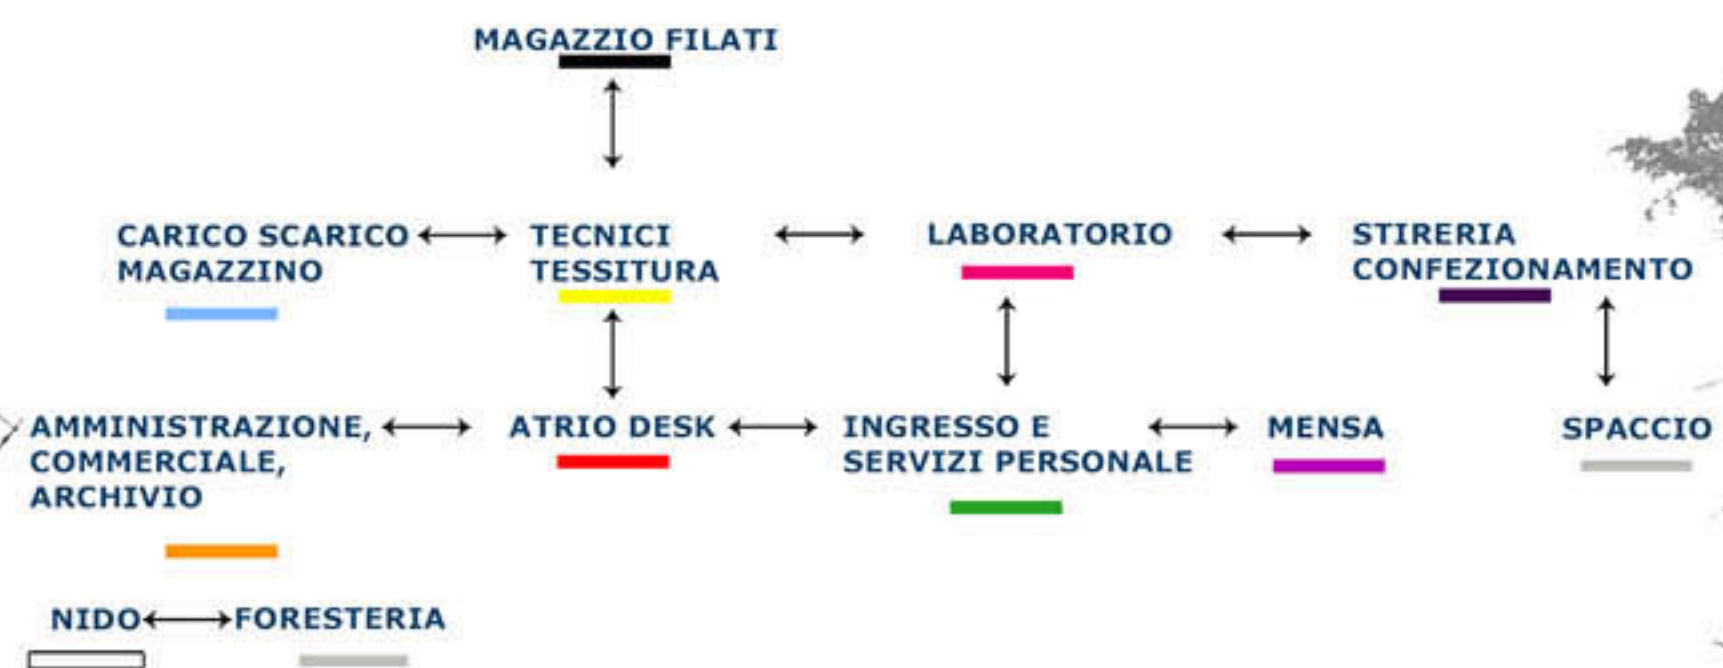 MAGAZZIO FILATI
CARICO SCARICO
MAGAZZINO
TECNICI
TESSITURA
LABORATORIO
STIRERIA
CONFEZIONAMENTO
AMMINISTRAZIONE,
COMMERCIALE,
ARCHIVIO
ATRIO DESK
INGRESSO E
SERVIZI PERSONALE
MENSA
SPACCIO
NIDO
FORESTERIA